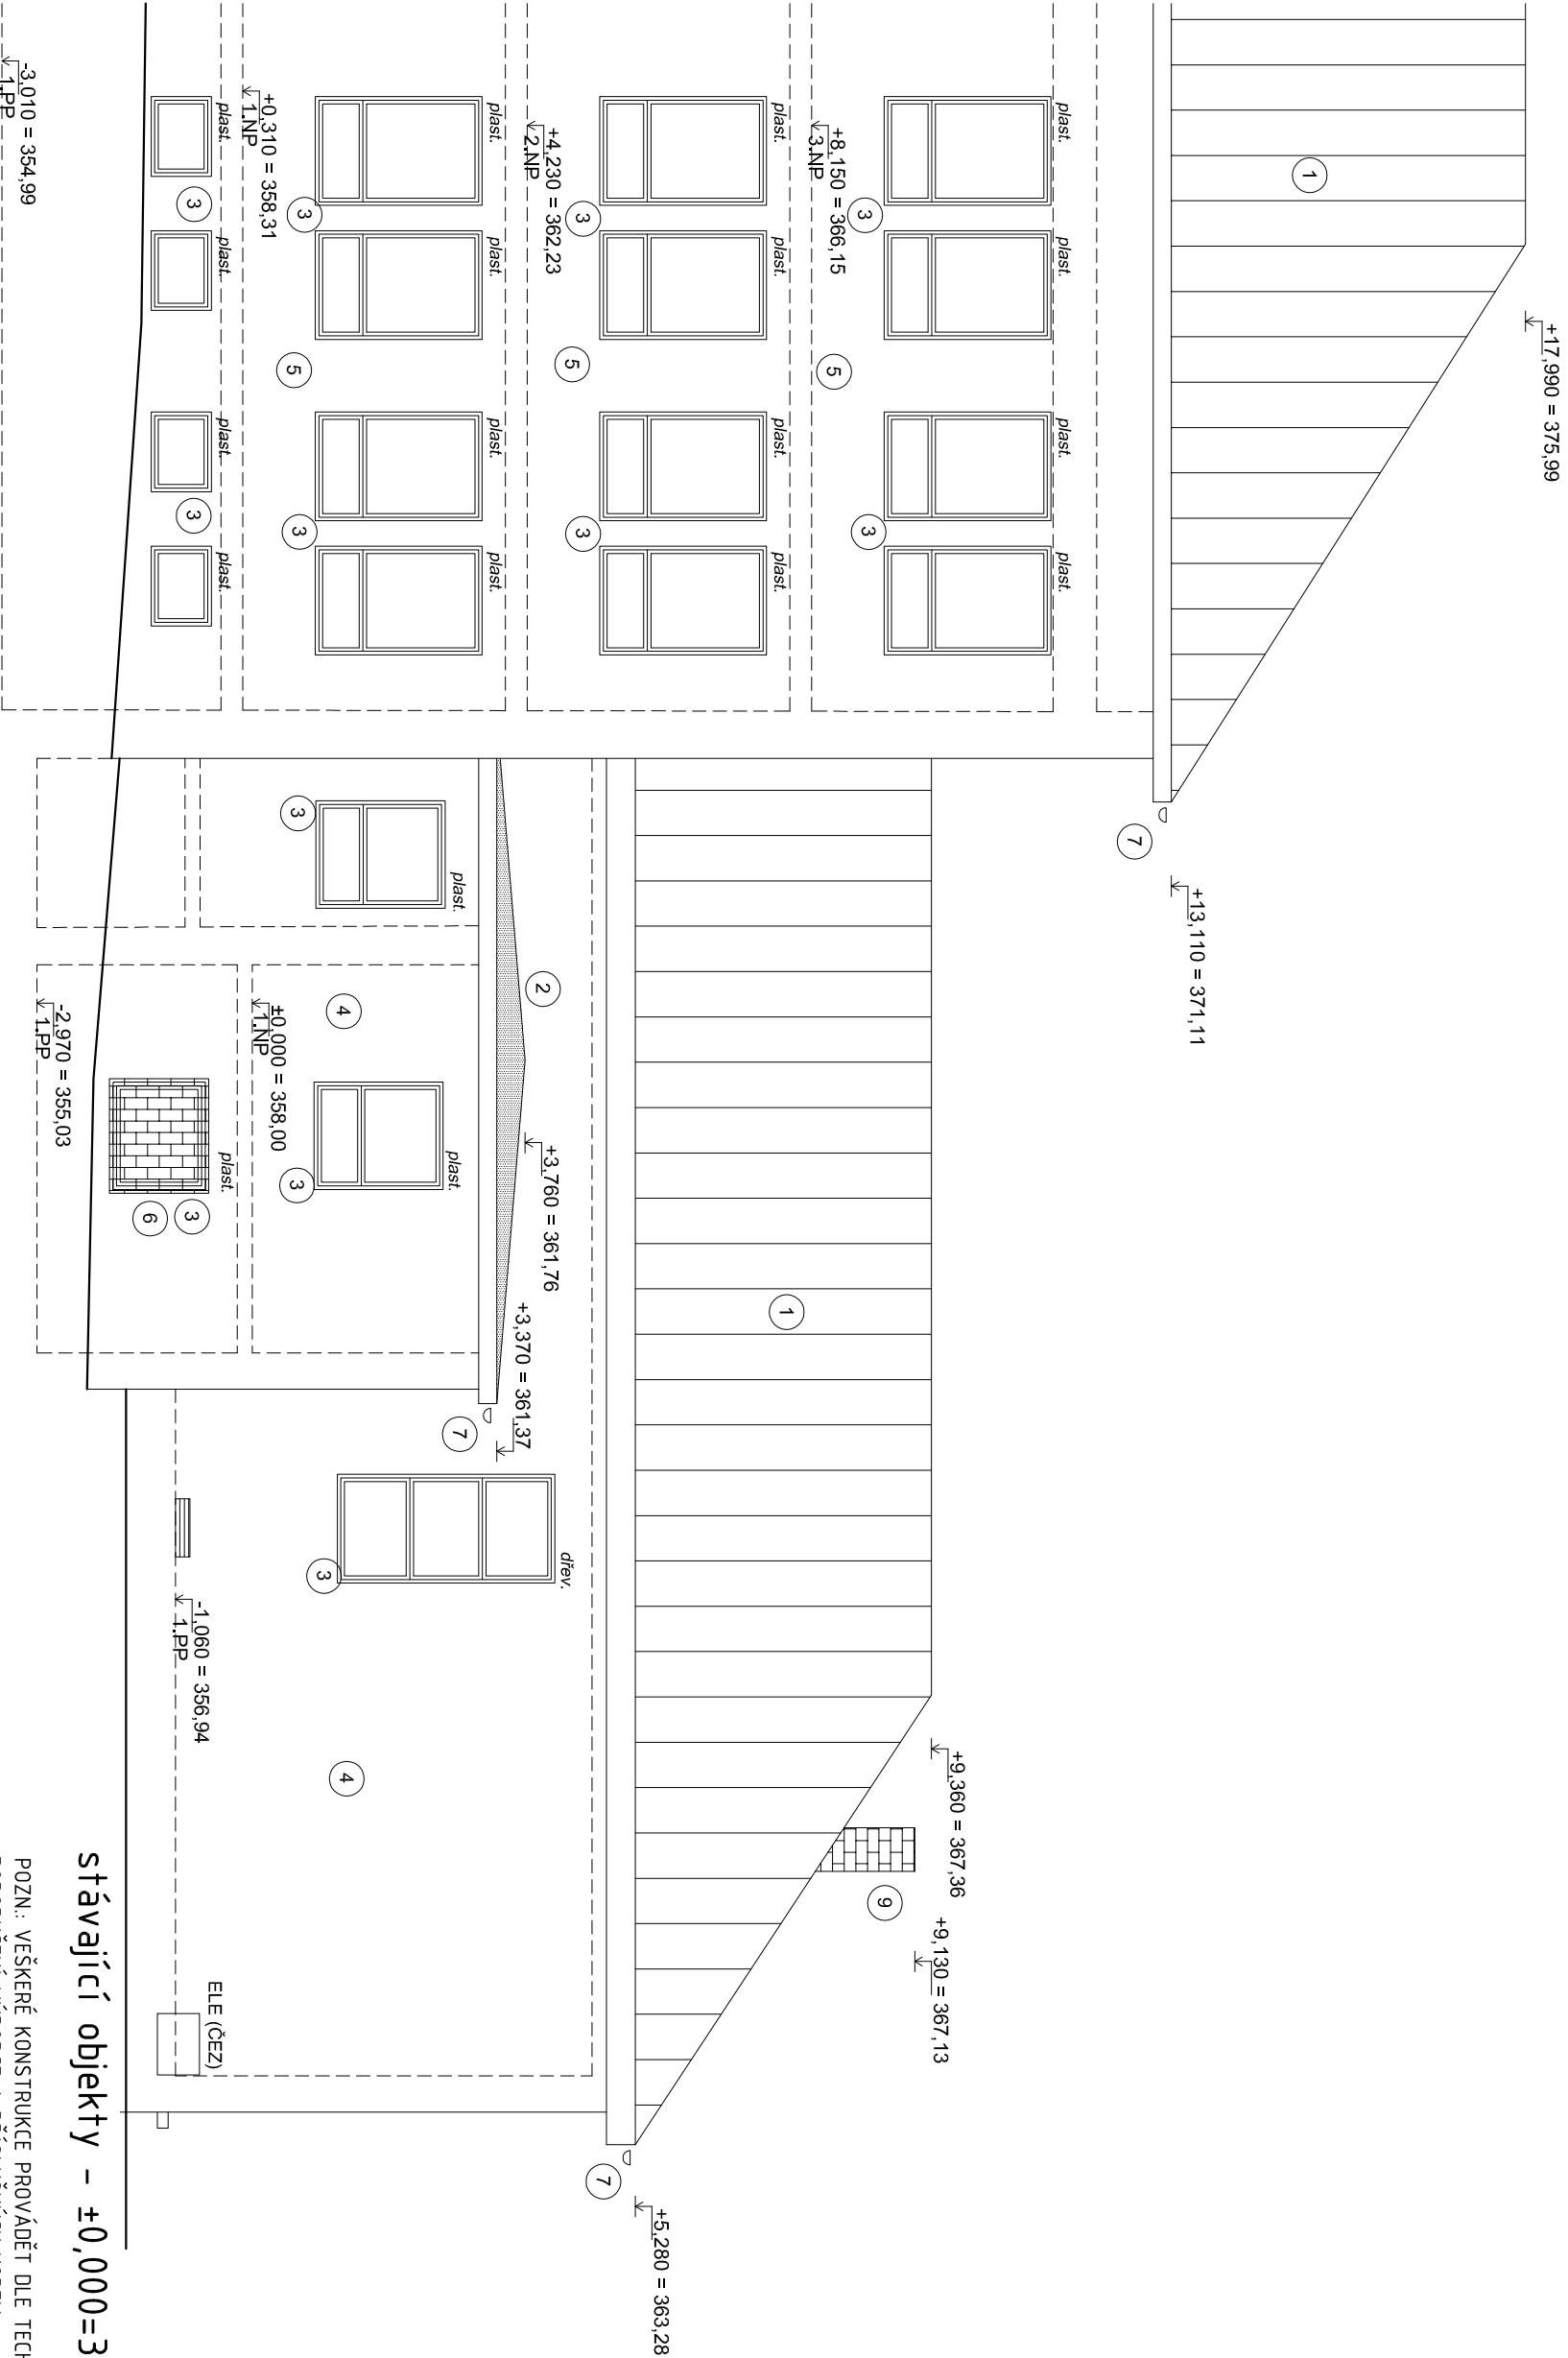 +17,990 = 375,99
1
+13,110 = 371,11
7
plast.
plast.
plast.
plast.
+9,360 = 367,36
+9,130 = 367,13
9
3
3
+8,150 = 366,15
3.NP
5
1
plast.
plast.
plast.
plast.
+5,280 = 363,28
7
3
3
5
dřev.
+4,230 = 362,23
2.NP
2
+3,760 = 361,76
+3,370 = 361,37
plast.
plast.
plast.
plast.
7
plast.
plast.
4
4
3
3
3
3
3
5
+0,310 = 358,31
1.NP
±0,000 = 358,00
1.NP
plast.
plast.
plast.
plast.
plast.
ELE (ČEZ)
3
3
3
-1,060 = 356,94
1.PP
6
stávající objekty - ±0,000=3
-2,970 = 355,03
1.PP
-3,010 = 354,99
1.PP
POZN.: VEŠKERÉ KONSTRUKCE PROVÁDĚT DLE TECH